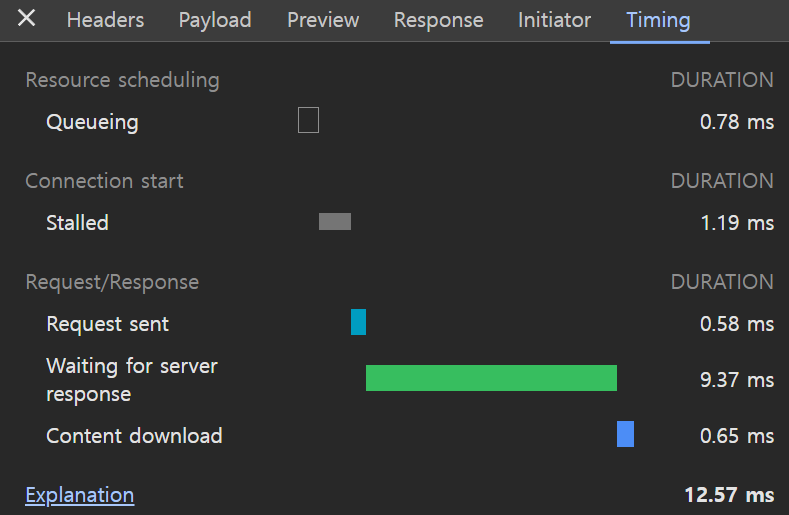 Headers Payload Preview Response Initiator Timing
Resource scheduling DURATION
Queueing 0.78 ms
Connection start DURATION
Stalled 1.19 ms
Request/Response DURATION
Request sent 0.58 ms
Waiting for server
response 9.37 ms
Content download 0.65 ms
Explanation 12.57 ms